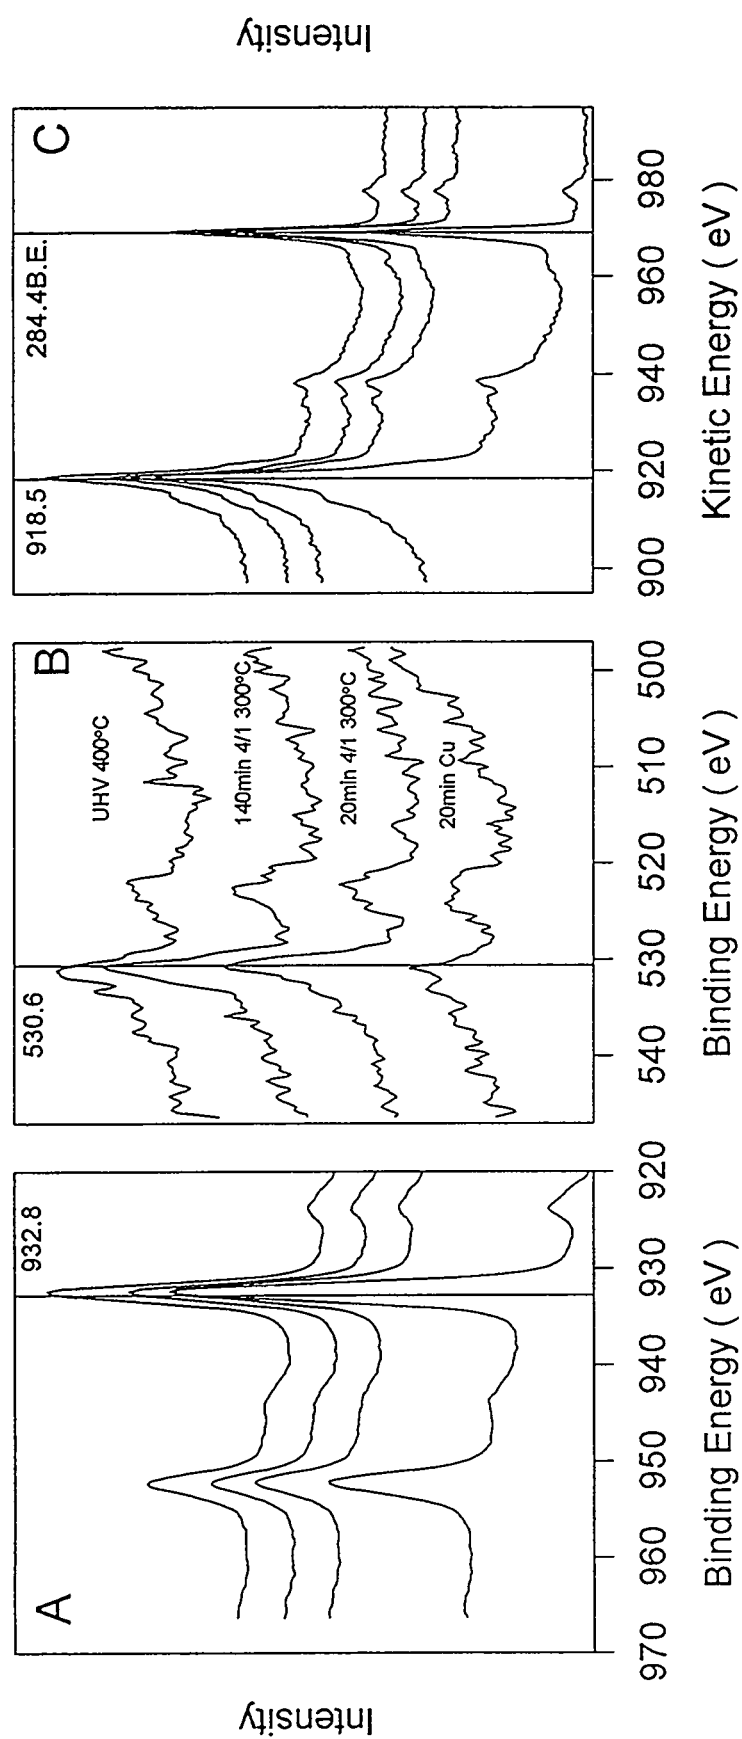 Intensity
A
932.8
970 960 950 940 930 920
Binding Energy ( eV )
B
530.6
UHV 400°C
140min 4/1 300°C
20min 4/1 300°C
20min Cu
540 530 520 510 500
Binding Energy ( eV )
C
918.5
284.4B.E.
900 920 940 960 980
Kinetic Energy ( eV )
Intensity